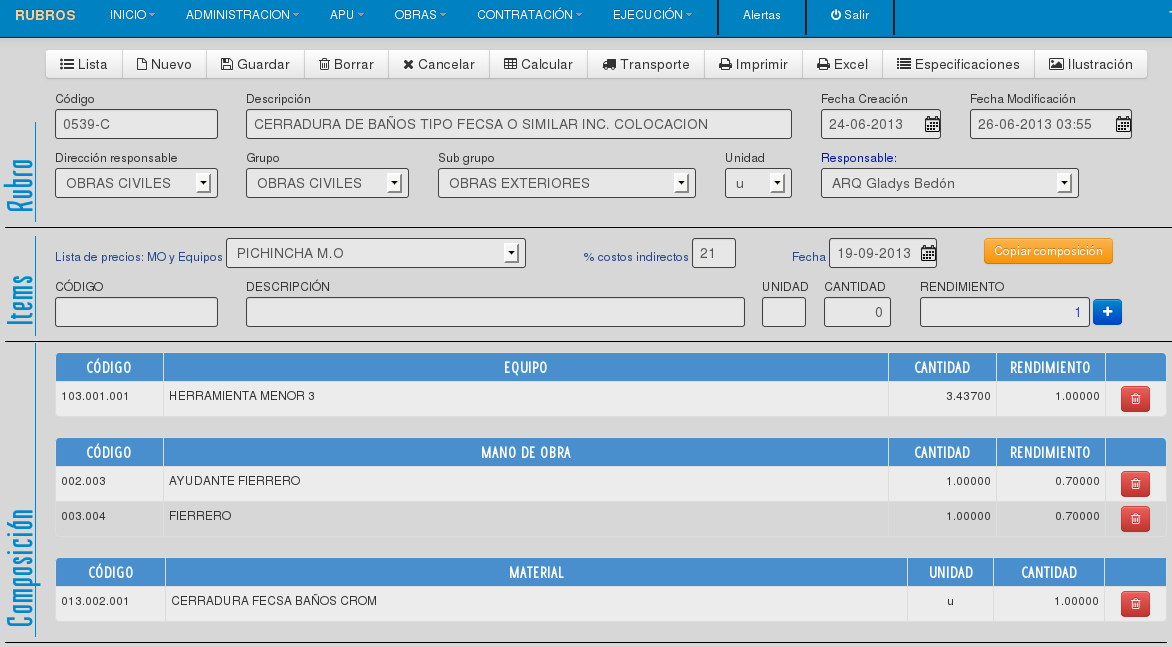 RUBROS INICIO ADMINISTRACION APU OBRAS CONTRATACIÓN EJECUCIÓN Alertas Salir
Lista Nuevo Guardar Borrar Cancelar Calcular Transporte Imprimir Excel Especificaciones Ilustración
Rubro
Código Descripción Fecha Creación Fecha Modificación
0539-C CERRADURA DE BAÑOS TIPO FECSA O SIMILAR INC. COLOCACION 24-06-2013 26-06-2013 03:55
Dirección responsable Grupo Sub grupo Unidad Responsable:
OBRAS CIVILES OBRAS CIVILES OBRAS EXTERIORES u ARQ Gladys Bedón
Items
Lista de precios: MO y Equipos PICHINCHA M.O % costos indirectos 21 Fecha 19-09-2013 Copiar composición
CÓDIGO DESCRIPCIÓN UNIDAD CANTIDAD RENDIMIENTO
0 1
Composición
CÓDIGO EQUIPO CANTIDAD RENDIMIENTO
103.001.001 HERRAMIENTA MENOR 3 3.43700 1.00000
CÓDIGO MANO DE OBRA CANTIDAD RENDIMIENTO
002.003 AYUDANTE FIERRERO 1.00000 0.70000
003.004 FIERRERO 1.00000 0.70000
CÓDIGO MATERIAL UNIDAD CANTIDAD
013.002.001 CERRADURA FECSA BAÑOS CROM u 1.00000